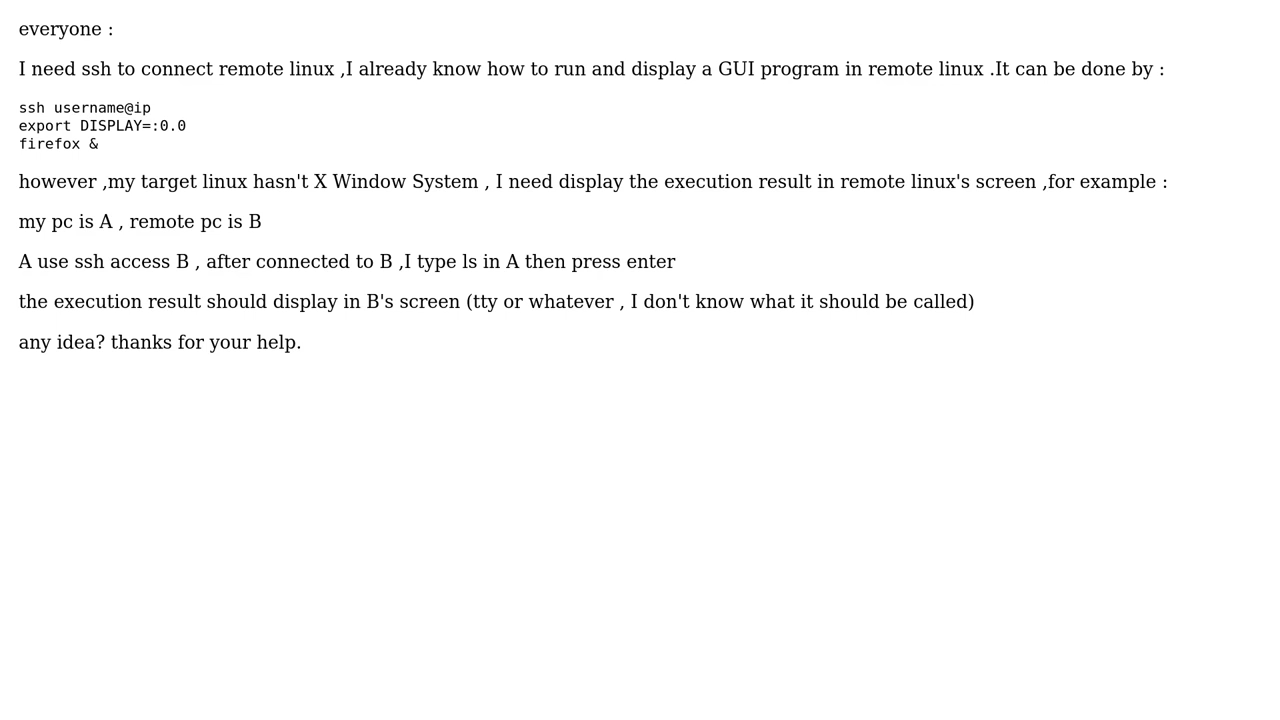 everyone :
I need ssh to connect remote linux ,I already know how to run and display a GUI program in remote linux .It can be done by :
ssh username@ip
export DISPLAY=:0.0
firefox &
however ,my target linux hasn't X Window System , I need display the execution result in remote linux's screen ,for example :
my pc is A , remote pc is B
A use ssh access B , after connected to B ,I type ls in A then press enter
the execution result should display in B's screen (tty or whatever , I don't know what it should be called)
any idea? thanks for your help.